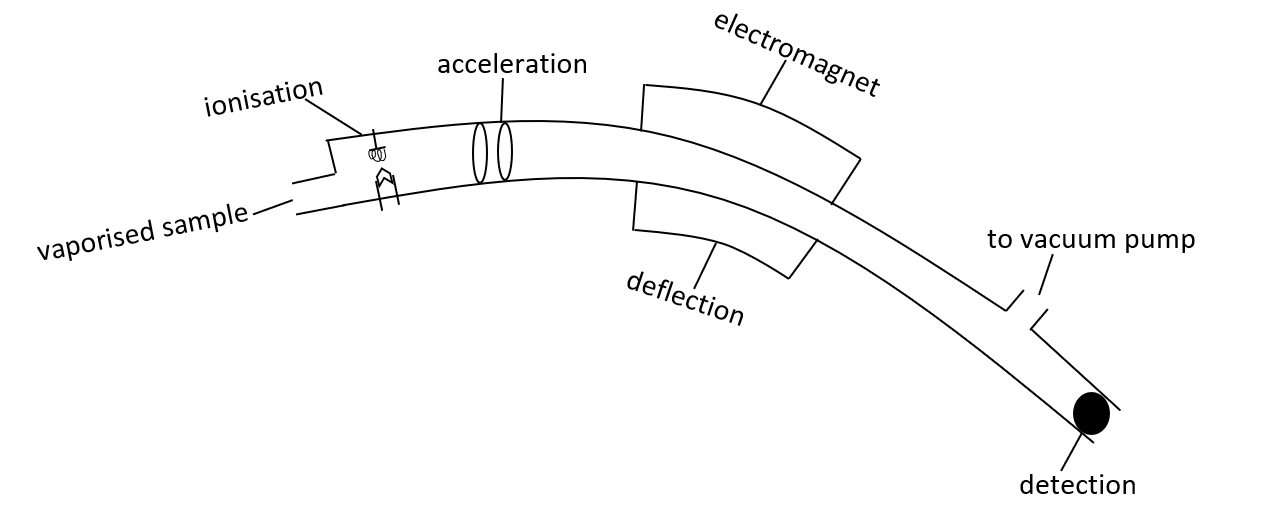 electromagnet
acceleration
ionisation
vaporised sample
to vacuum pump
deflection
detection